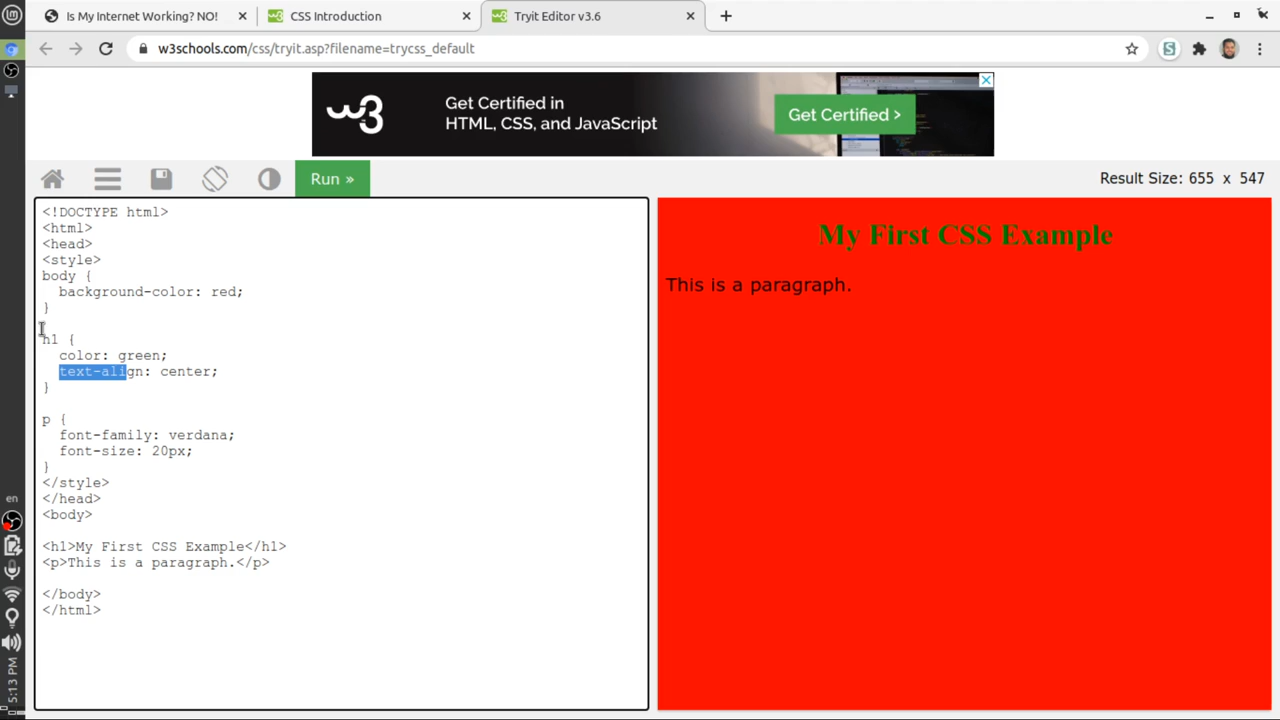 Is My Internet Working? NO!
CSS Introduction
Tryit Editor v3.6
w3schools.com/css/tryit.asp?filename=trycss_default
w3
Get Certified in
HTML, CSS, and JavaScript
Get Certified >
Run »
Result Size: 655 x 547
<!DOCTYPE html>
<html>
<head>
<style>
body {
  background-color: red;
}
h1 {
  color: green;
  text-align: center;
}
p {
  font-family: verdana;
  font-size: 20px;
}
</style>
</head>
<body>
<h1>My First CSS Example</h1>
<p>This is a paragraph.</p>
</body>
</html>
My First CSS Example
This is a paragraph.
en
5:13 PM